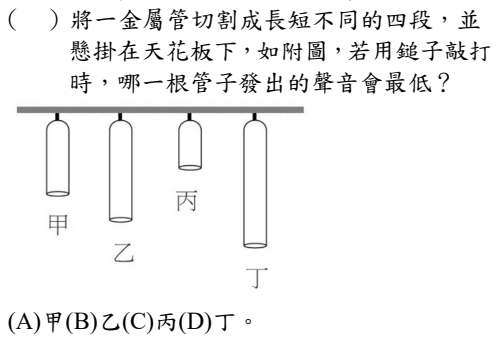 （　）將一金屬管切割成長短不同的四段，並
懸掛在天花板下，如附圖，若用鎚子敲打
時，哪一根管子發出的聲音會最低？
甲
乙
丙
丁
(A)甲(B)乙(C)丙(D)丁。